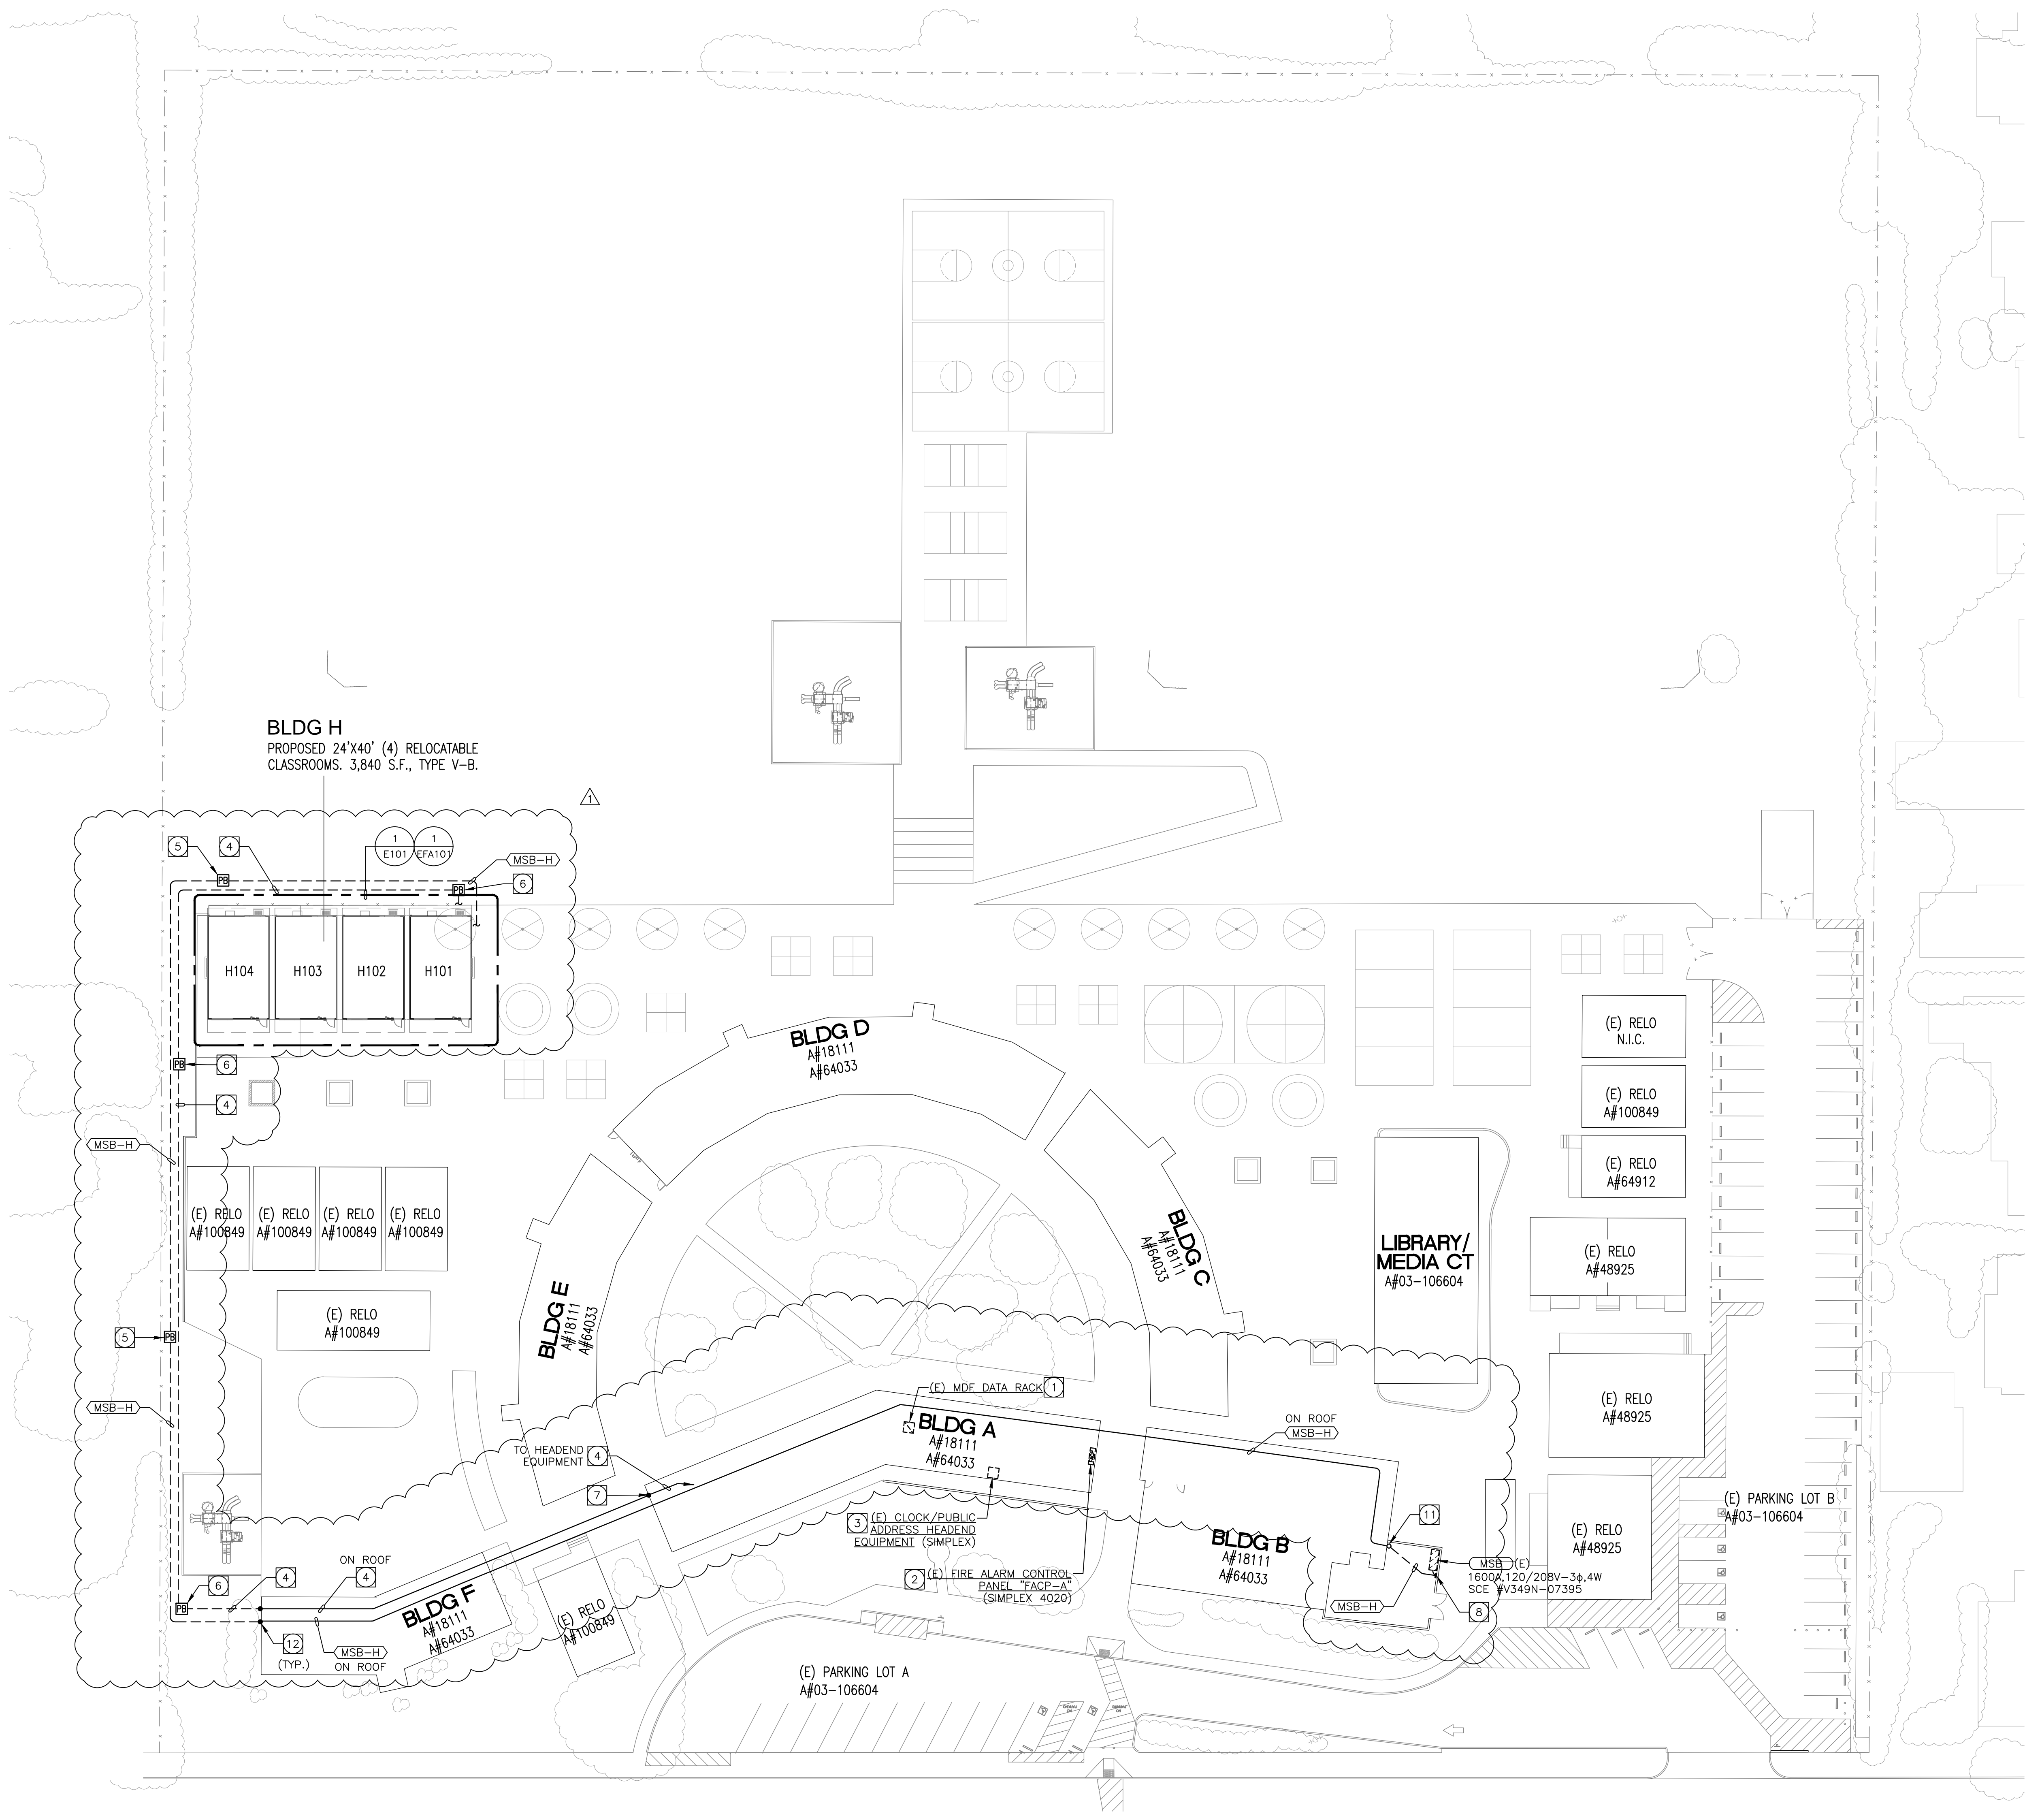 BLDG H
PROPOSED 24'X40' (4) RELOCATABLE
CLASSROOMS. 3,840 S.F., TYPE V-B.
1
5
4
1
E101
1
EFA101
MSB-H
PB
PB
6
H104
H103
H102
H101
PB
6
4
MSB-H
(E) RELO
A#100849
(E) RELO
A#100849
(E) RELO
A#100849
(E) RELO
A#100849
(E) RELO
A#100849
5
PB
MSB-H
BLDG D
A#18111
A#64033
BLDG E
A#18111
A#64033
BLDG C
A#18111
A#64033
LIBRARY/
MEDIA CT
A#03-106604
(E) RELO
N.I.C.
(E) RELO
A#100849
(E) RELO
A#64912
(E) RELO
A#48925
(E) RELO
A#48925
(E) RELO
A#48925
(E) PARKING LOT B
A#03-106604
(E) MDF DATA RACK
1
BLDG A
A#18111
A#64033
TO HEADEND
EQUIPMENT
4
7
ON ROOF
MSB-H
3
(E) CLOCK/PUBLIC
ADDRESS HEADEND
EQUIPMENT (SIMPLEX)
2
(E) FIRE ALARM CONTROL
PANEL "FACP-A"
(SIMPLEX 4020)
11
BLDG B
A#18111
A#64033
MSB (E)
1600A,120/208V-3ϕ,4W
SCE #V349N-07395
MSB-H
8
6
4
ON ROOF
4
PB
12
(TYP.)
MSB-H
ON ROOF
BLDG F
A#18111
A#64033
(E) RELO
A#100849
(E) PARKING LOT A
A#03-106604